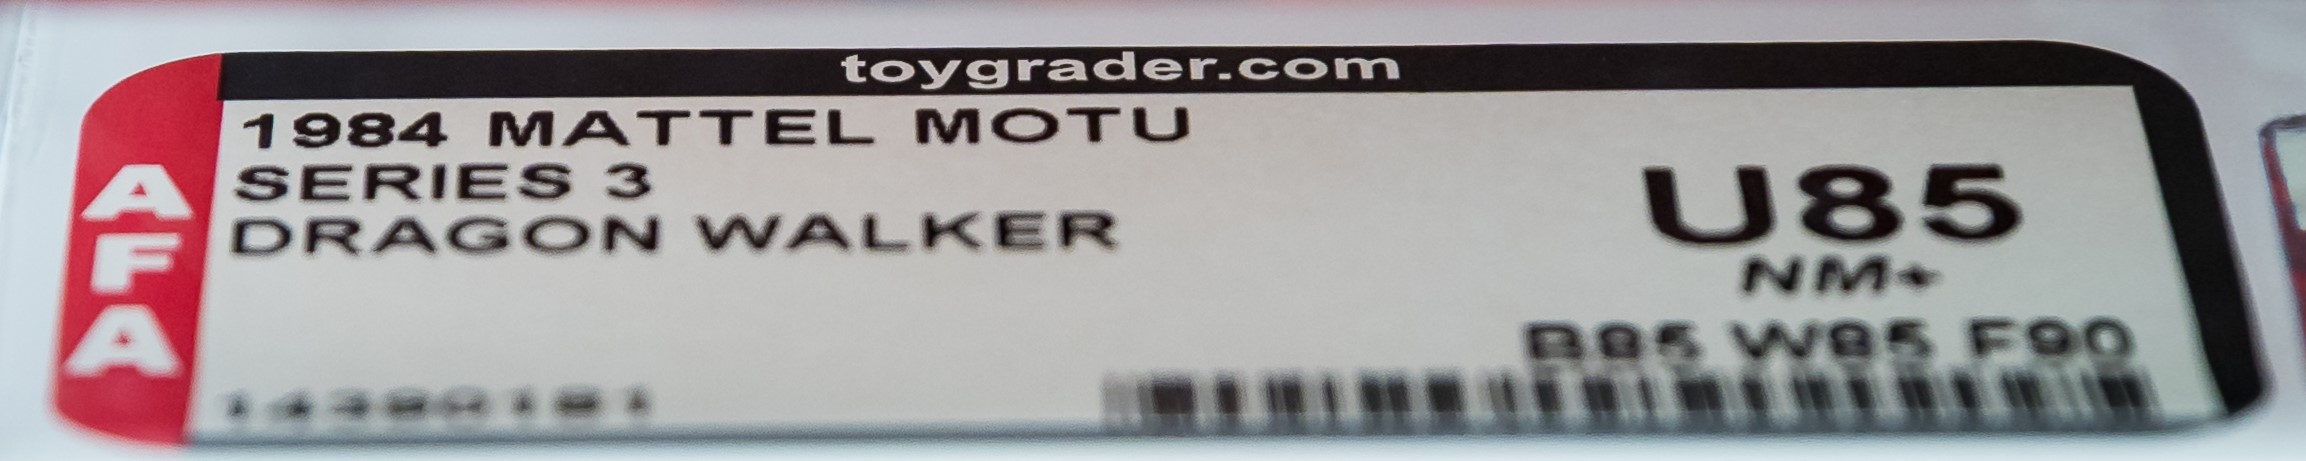 toygrader.com
AFA
1984 MATTEL MOTU
SERIES 3
DRAGON WALKER
U85
NM+
B85 W85 F90